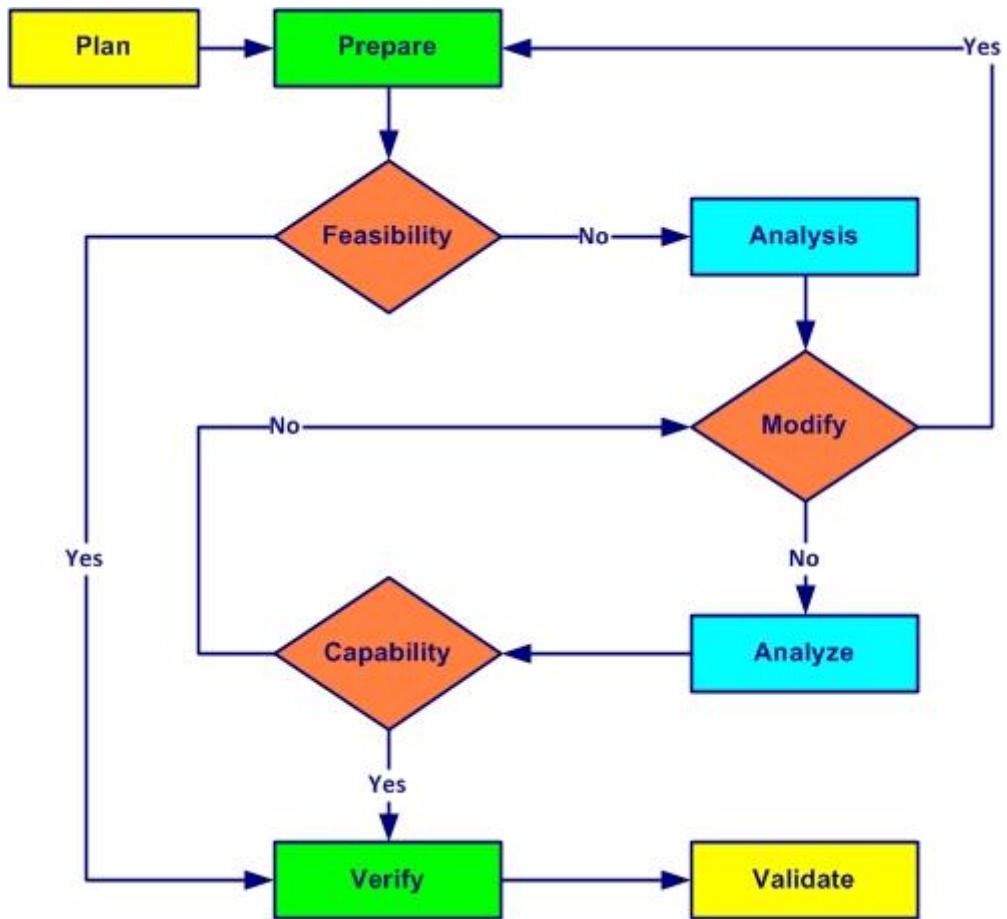 Plan
Prepare
Yes
Feasibility
No
Analysis
No
Modify
Yes
No
Capability
Analyze
Yes
Verify
Validate